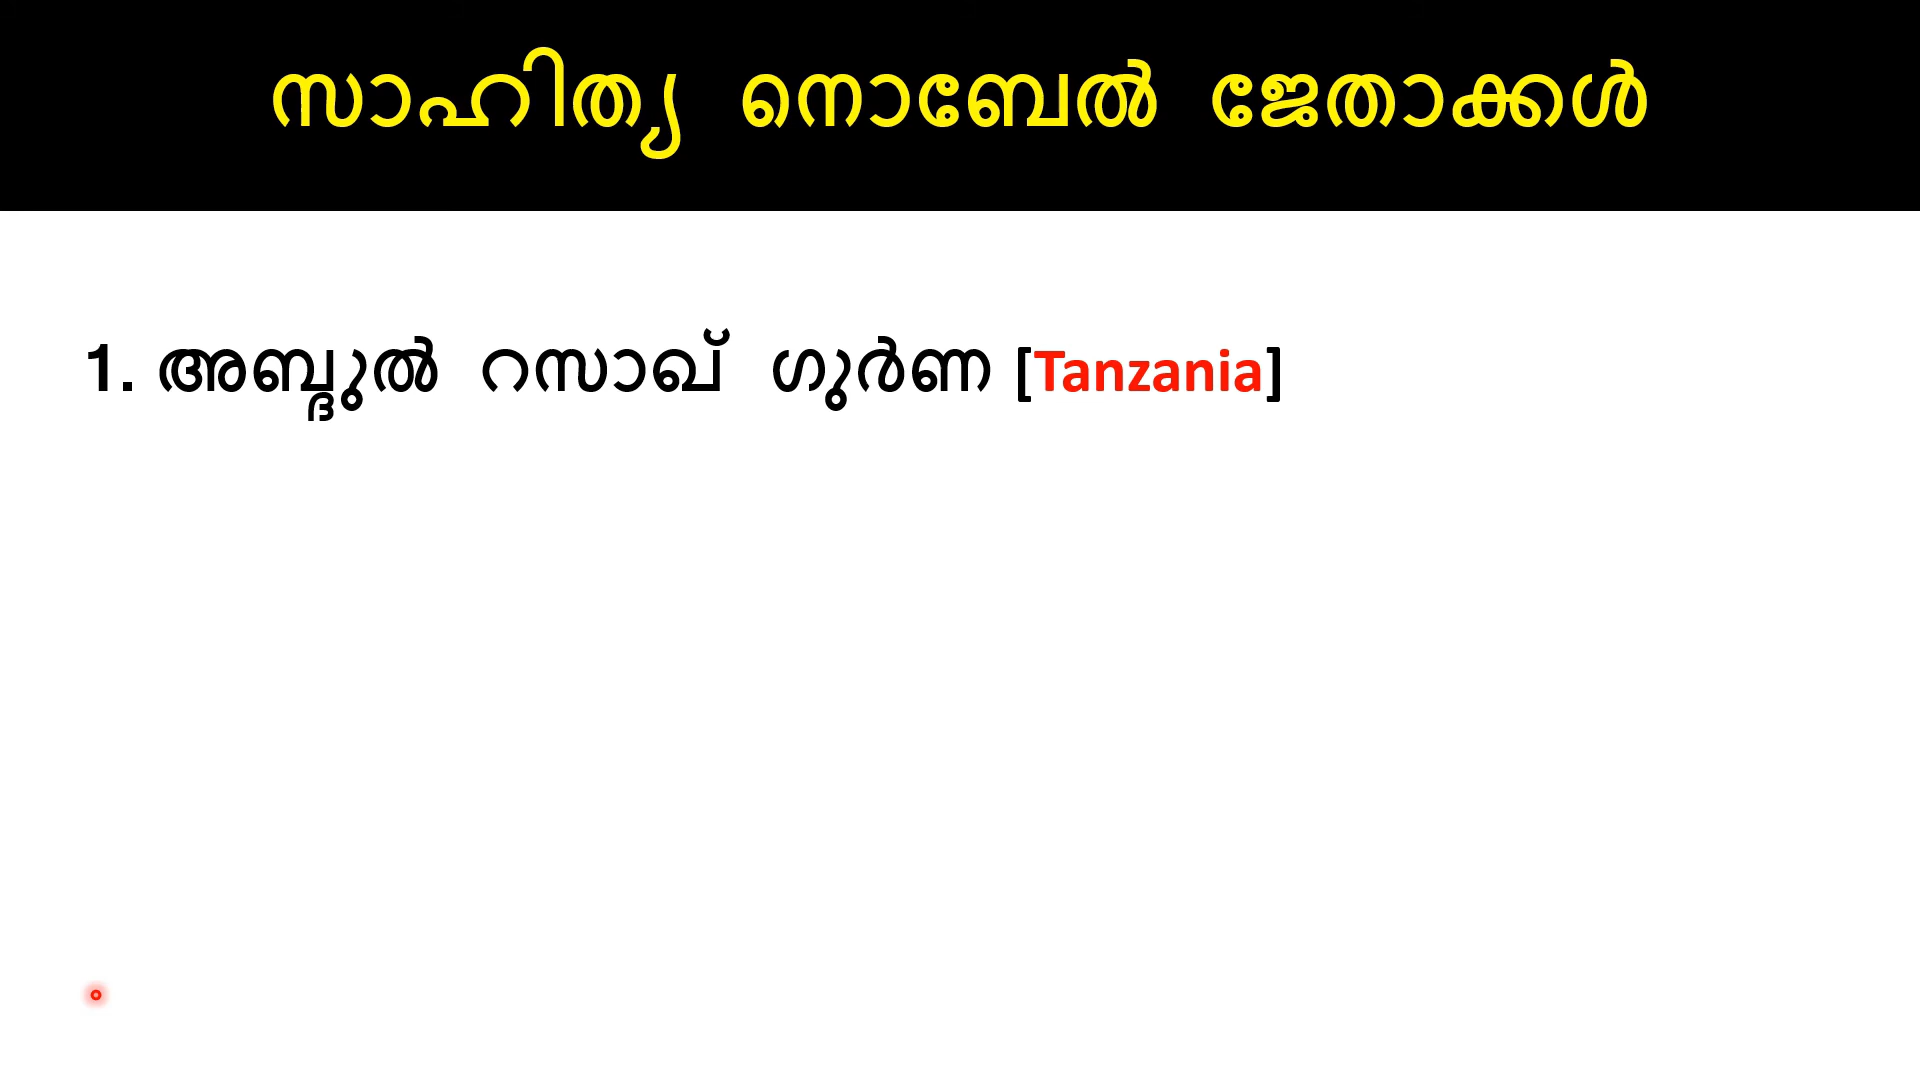 സാഹിത്യ നൊബേൽ ജേതാക്കൾ
1. അബ്ദുൽ റസാഖ് ഗുർണ [Tanzania]